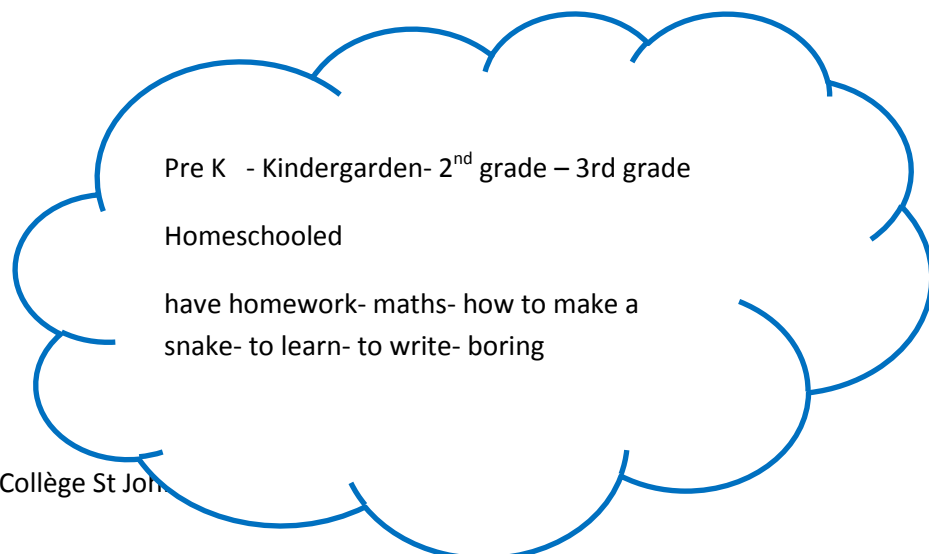 Pre K - Kindergarden- 2nd grade – 3rd grade
Homeschooled
have homework- maths- how to make a
snake- to learn- to write- boring
Collège St